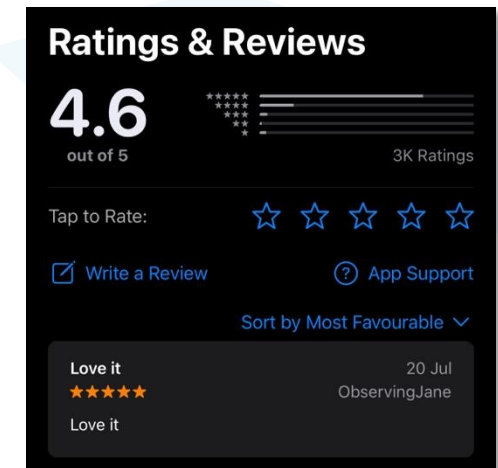 Ratings & Reviews
4.6
out of 5
3K Ratings
Tap to Rate:
Write a Review
? App Support
Sort by Most Favourable
Love it
20 Jul
ObservingJane
Love it